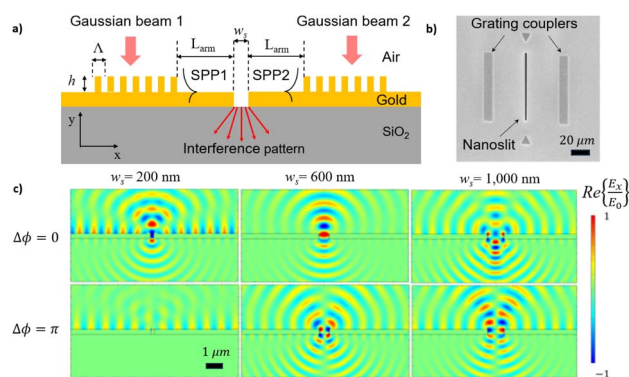 a)
Gaussian beam 1
Gaussian beam 2
Λ
L_arm
w_s
L_arm
Air
h
SPP1
SPP2
Gold
y
x
SiO₂
Interference pattern
b)
Grating couplers
Nanoslit
20 μm
c)
w_s= 200 nm
w_s= 600 nm
w_s= 1,000 nm
Re{E_x/E_0}
Δϕ = 0
Δϕ = π
1 μm
1
−1